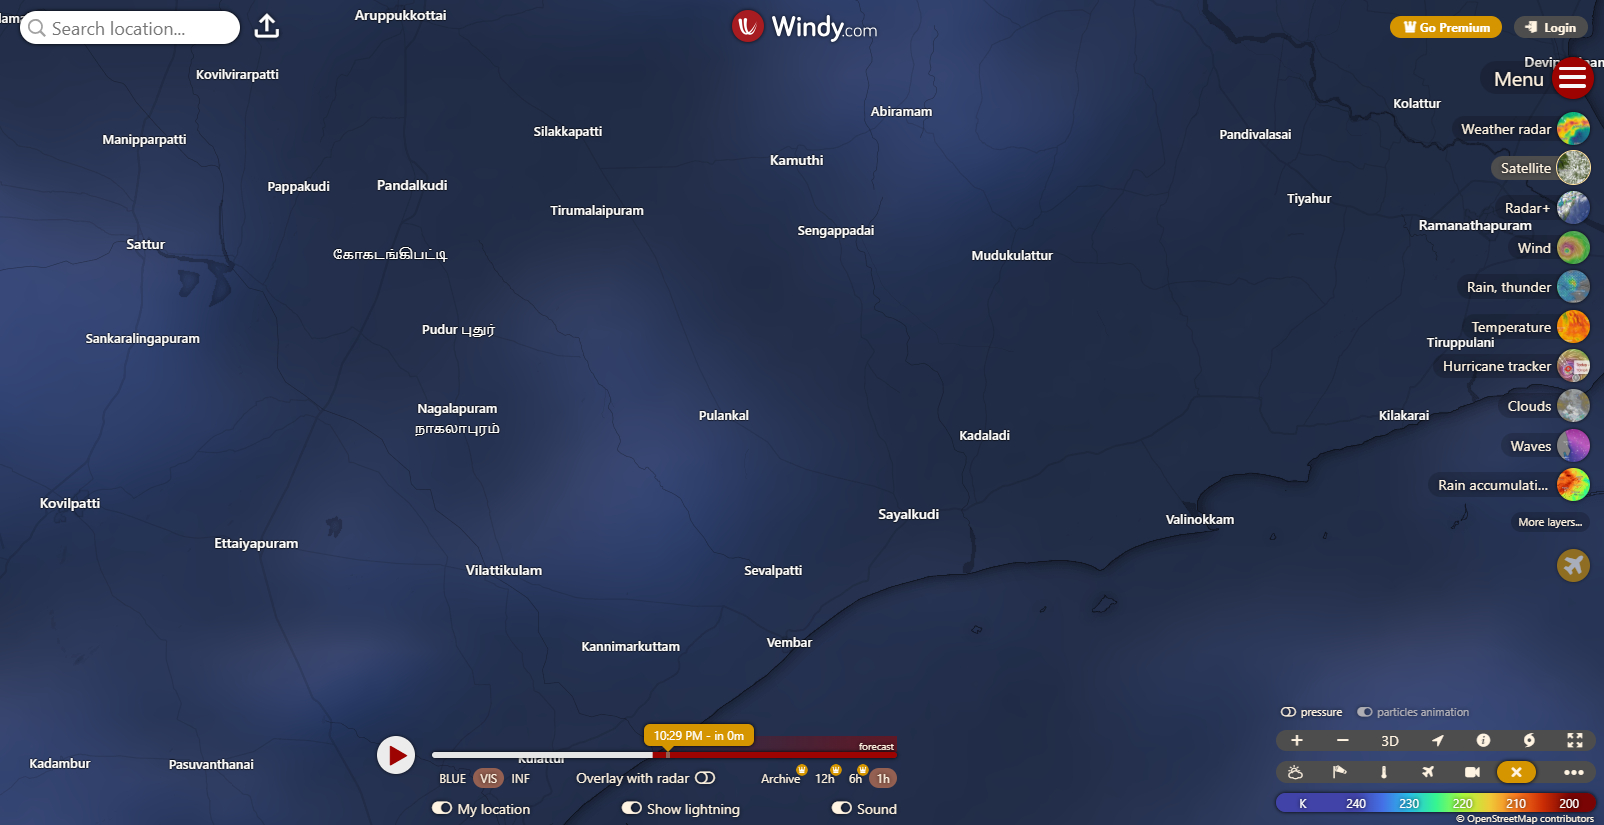 Search location...
Aruppukkottai
Windy.com
Go Premium
Login
Kovilvirarpatti
Menu
Kolattur
Abiramam
Manipparpatti
Silakkapatti
Pandivalasai
Weather radar
Kamuthi
Satellite
Pappakudi
Pandalkudi
Tiyahur
Tirumalaipuram
Radar+
Sengappadai
Ramanathapuram
Sattur
கோகடங்கிபட்டி
Mudukulattur
Wind
Rain, thunder
Pudur புதூர்
Temperature
Sankaralingapuram
Tiruppulani
Hurricane tracker
Nagalapuram
நாகலாபுரம்
Pulankal
Kilakarai
Clouds
Kadaladi
Waves
Rain accumulati...
Kovilpatti
Sayalkudi
Valinokkam
More layers...
Ettaiyapuram
Vilattikulam
Sevalpatti
Kannimarkuttam
Vembar
pressure
particles animation
10:29 PM - in 0m
forecast
3D
Kadambur
Pasuvanthanai
Kulattur
BLUE VIS INF
Overlay with radar
Archive 12h 6h 1h
My location
Show lightning
Sound
K 240 230 220 210 200
© OpenStreetMap contributors